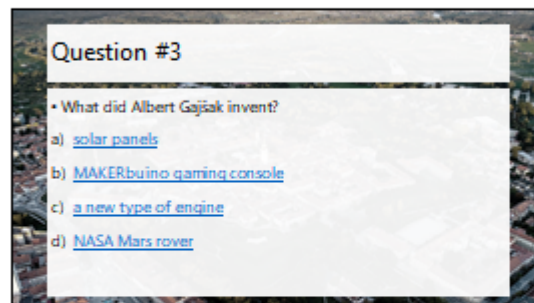 Question #3
• What did Albert Gajšak invent?
a) solar panels
b) MAKERbuino gaming console
c) a new type of engine
d) NASA Mars rover